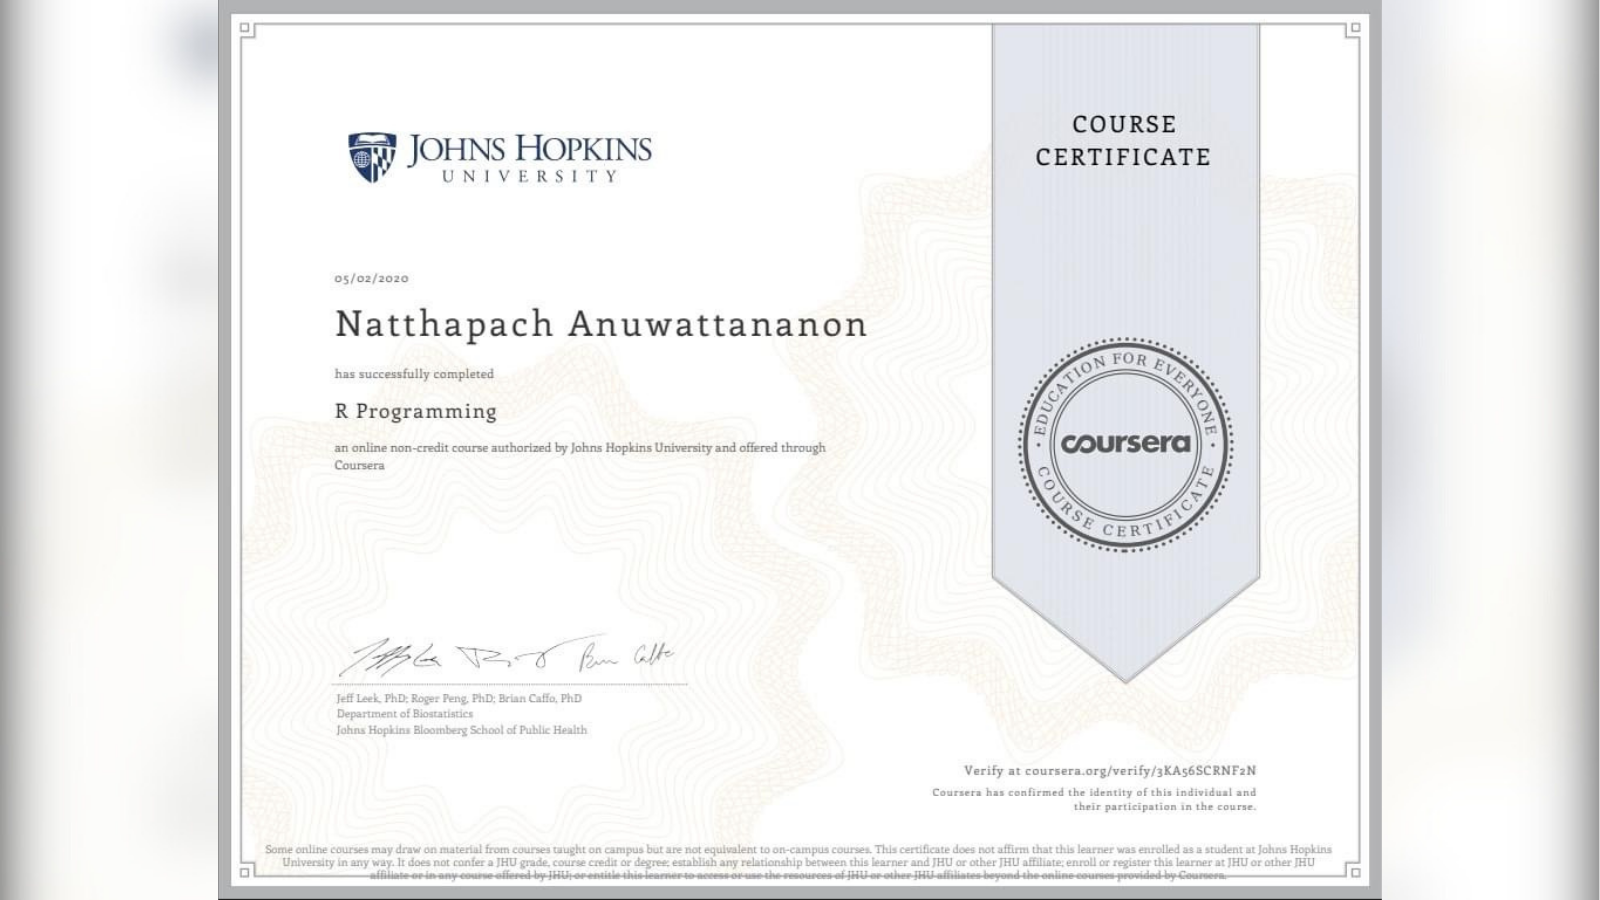 JOHNS HOPKINS
UNIVERSITY
COURSE
CERTIFICATE
05/02/2020
Natthapach Anuwattananon
has successfully completed
R Programming
an online non-credit course authorized by Johns Hopkins University and offered through
Coursera
EDUCATION FOR EVERYONE
coursera
COURSE CERTIFICATE
Jeff Leek, PhD; Roger Peng, PhD; Brian Caffo, PhD
Department of Biostatistics
Johns Hopkins Bloomberg School of Public Health
Verify at coursera.org/verify/3KA56SCRNF2N
Coursera has confirmed the identity of this individual and
their participation in the course.
Some online courses may draw on material from courses taught on campus but are not equivalent to on-campus courses. This certificate does not affirm that this learner was enrolled as a student at Johns Hopkins
University in any way. It does not confer a JHU grade, course credit or degree; establish any relationship between this learner and JHU or other JHU affiliate; enroll or register this learner at JHU or other JHU
affiliate or in any course offered by JHU; or entitle this learner to access or use the resources of JHU or other JHU affiliates beyond the online courses provided by Coursera.